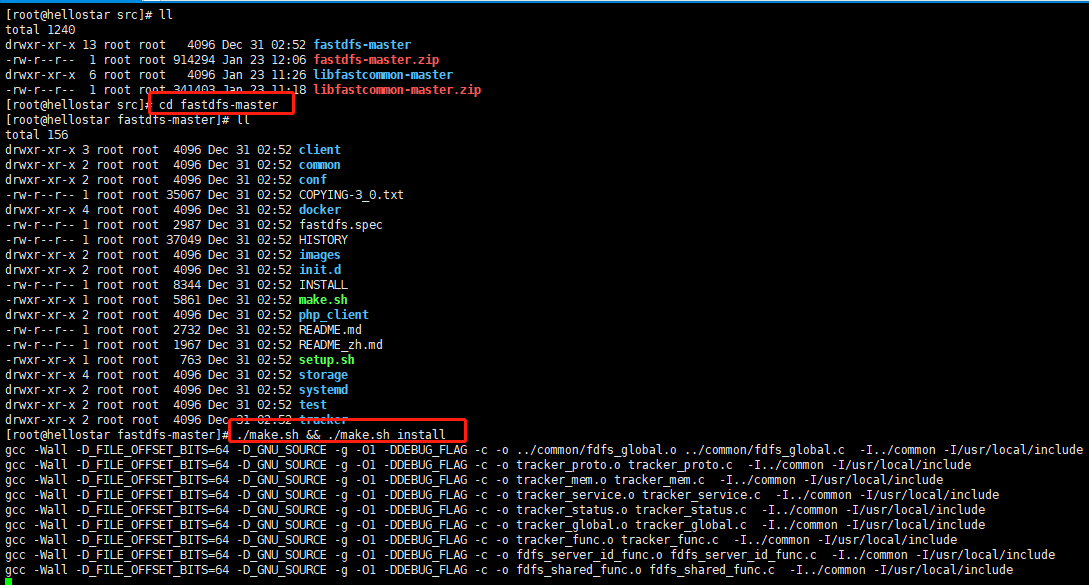 [root@hellostar src]# ll
total 1240
drwxr-xr-x 13 root root   4096 Dec 31 02:52 fastdfs-master
-rw-r--r--  1 root root 914294 Jan 23 12:06 fastdfs-master.zip
drwxr-xr-x  6 root root   4096 Jan 23 11:26 libfastcommon-master
-rw-r--r--  1 root root 341403 Jan 23 11:18 libfastcommon-master.zip
[root@hellostar src]# cd fastdfs-master
[root@hellostar fastdfs-master]# ll
total 156
drwxr-xr-x 3 root root  4096 Dec 31 02:52 client
drwxr-xr-x 2 root root  4096 Dec 31 02:52 common
drwxr-xr-x 2 root root  4096 Dec 31 02:52 conf
-rw-r--r-- 1 root root 35067 Dec 31 02:52 COPYING-3_0.txt
drwxr-xr-x 4 root root  4096 Dec 31 02:52 docker
-rw-r--r-- 1 root root  2987 Dec 31 02:52 fastdfs.spec
-rw-r--r-- 1 root root 37049 Dec 31 02:52 HISTORY
drwxr-xr-x 2 root root  4096 Dec 31 02:52 images
drwxr-xr-x 2 root root  4096 Dec 31 02:52 init.d
-rw-r--r-- 1 root root  8344 Dec 31 02:52 INSTALL
-rwxr-xr-x 1 root root  5861 Dec 31 02:52 make.sh
drwxr-xr-x 2 root root  4096 Dec 31 02:52 php_client
-rw-r--r-- 1 root root  2732 Dec 31 02:52 README.md
-rw-r--r-- 1 root root  1967 Dec 31 02:52 README_zh.md
-rwxr-xr-x 1 root root   763 Dec 31 02:52 setup.sh
drwxr-xr-x 4 root root  4096 Dec 31 02:52 storage
drwxr-xr-x 2 root root  4096 Dec 31 02:52 systemd
drwxr-xr-x 2 root root  4096 Dec 31 02:52 test
drwxr-xr-x 2 root root  4096 Dec 31 02:52 tracker
[root@hellostar fastdfs-master]# ./make.sh && ./make.sh install
gcc -Wall -D_FILE_OFFSET_BITS=64 -D_GNU_SOURCE -g -O1 -DDEBUG_FLAG -c -o ../common/fdfs_global.o ../common/fdfs_global.c  -I../common -I/usr/local/include
gcc -Wall -D_FILE_OFFSET_BITS=64 -D_GNU_SOURCE -g -O1 -DDEBUG_FLAG -c -o tracker_proto.o tracker_proto.c  -I../common -I/usr/local/include
gcc -Wall -D_FILE_OFFSET_BITS=64 -D_GNU_SOURCE -g -O1 -DDEBUG_FLAG -c -o tracker_mem.o tracker_mem.c  -I../common -I/usr/local/include
gcc -Wall -D_FILE_OFFSET_BITS=64 -D_GNU_SOURCE -g -O1 -DDEBUG_FLAG -c -o tracker_service.o tracker_service.c  -I../common -I/usr/local/include
gcc -Wall -D_FILE_OFFSET_BITS=64 -D_GNU_SOURCE -g -O1 -DDEBUG_FLAG -c -o tracker_status.o tracker_status.c  -I../common -I/usr/local/include
gcc -Wall -D_FILE_OFFSET_BITS=64 -D_GNU_SOURCE -g -O1 -DDEBUG_FLAG -c -o tracker_global.o tracker_global.c  -I../common -I/usr/local/include
gcc -Wall -D_FILE_OFFSET_BITS=64 -D_GNU_SOURCE -g -O1 -DDEBUG_FLAG -c -o tracker_func.o tracker_func.c  -I../common -I/usr/local/include
gcc -Wall -D_FILE_OFFSET_BITS=64 -D_GNU_SOURCE -g -O1 -DDEBUG_FLAG -c -o fdfs_server_id_func.o fdfs_server_id_func.c  -I../common -I/usr/local/include
gcc -Wall -D_FILE_OFFSET_BITS=64 -D_GNU_SOURCE -g -O1 -DDEBUG_FLAG -c -o fdfs_shared_func.o fdfs_shared_func.c  -I../common -I/usr/local/include